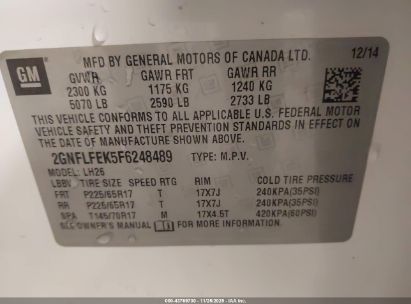 GM
MFD BY GENERAL MOTORS OF CANADA LTD. 12/14
GVWR GAWR FRT GAWR RR
2300 KG 1175 KG 1240 KG
5070 LB 2590 LB 2733 LB
THIS VEHICLE CONFORMS TO ALL APPLICABLE U.S. FEDERAL MOTOR
VEHICLE SAFETY, BUMPER, AND THEFT PREVENTION STANDARDS
IN EFFECT ON THE DATE OF MANUFACTURE SHOWN ABOVE.
2GNFLFEK5F6248489 TYPE: M.P.V.
MODEL: LH26
TIRE SIZE SPEED RTG RIM COLD TIRE PRESSURE
FRT P225/65R17 T 17X7J 240KPA(35PSI)
RR P225/65R17 T 17X7J 240KPA(35PSI)
SPA T145/70R17 M 17X4.5T 420KPA(60PSI)
SEE OWNER'S MANUAL FOR MORE INFORMATION.